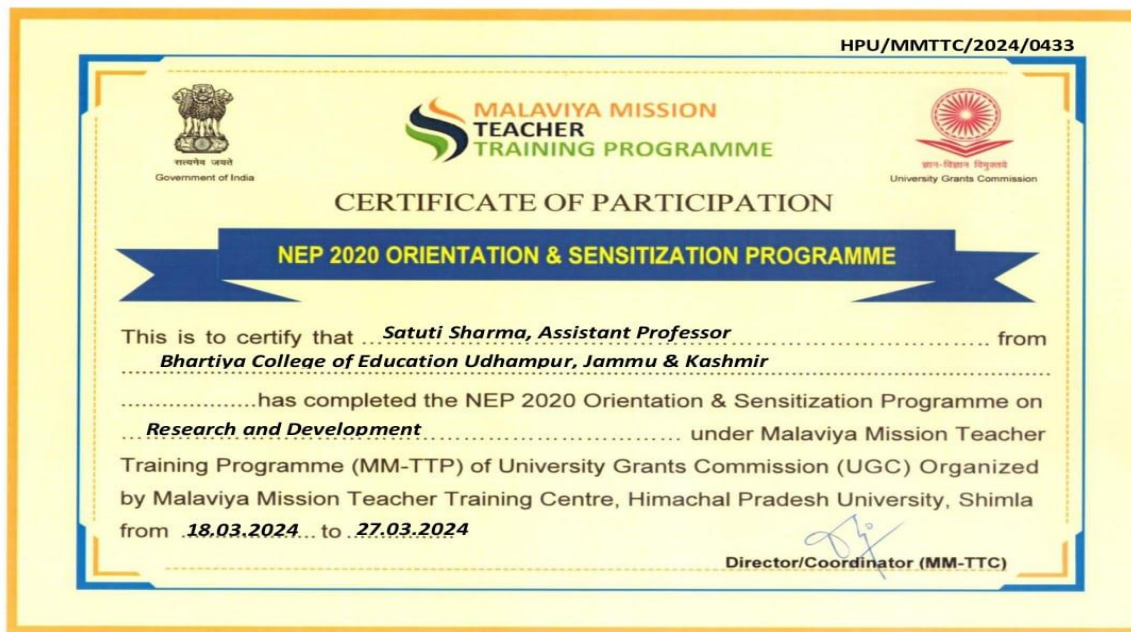 HPU/MMTTC/2024/0433
सत्यमेव जयते
Government of India
MALAVIYA MISSION
TEACHER
TRAINING PROGRAMME
ज्ञान-विज्ञान विमुक्तये
University Grants Commission
CERTIFICATE OF PARTICIPATION
NEP 2020 ORIENTATION & SENSITIZATION PROGRAMME
This is to certify that ...Satuti Sharma, Assistant Professor.......................................... from
Bhartiya College of Education Udhampur, Jammu & Kashmir
.....................has completed the NEP 2020 Orientation & Sensitization Programme on
...Research and Development.......................................... under Malaviya Mission Teacher
Training Programme (MM-TTP) of University Grants Commission (UGC) Organized
by Malaviya Mission Teacher Training Centre, Himachal Pradesh University, Shimla
from .18.03.2024... to ..27.03.2024
Director/Coordinator (MM-TTC)